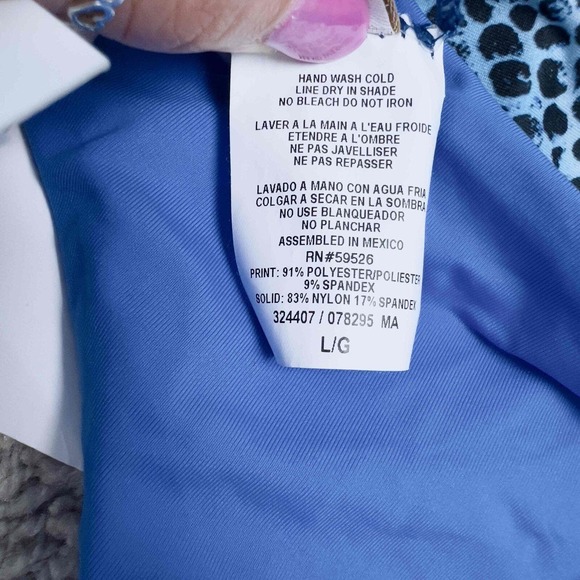 HAND WASH COLD
LINE DRY IN SHADE
NO BLEACH DO NOT IRON
LAVER A LA MAIN A L'EAU FROIDE
ETENDRE A L'OMBRE
NE PAS JAVELLISER
NE PAS REPASSER
LAVADO A MANO CON AGUA FRIA
COLGAR A SECAR EN LA SOMBRA
NO USE BLANQUEADOR
NO PLANCHAR
ASSEMBLED IN MEXICO
RN#59526
PRINT: 91% POLYESTER/POLIESTER
9% SPANDEX
SOLID: 83% NYLON 17% SPANDEX
324407 / 078295 MA
L/G